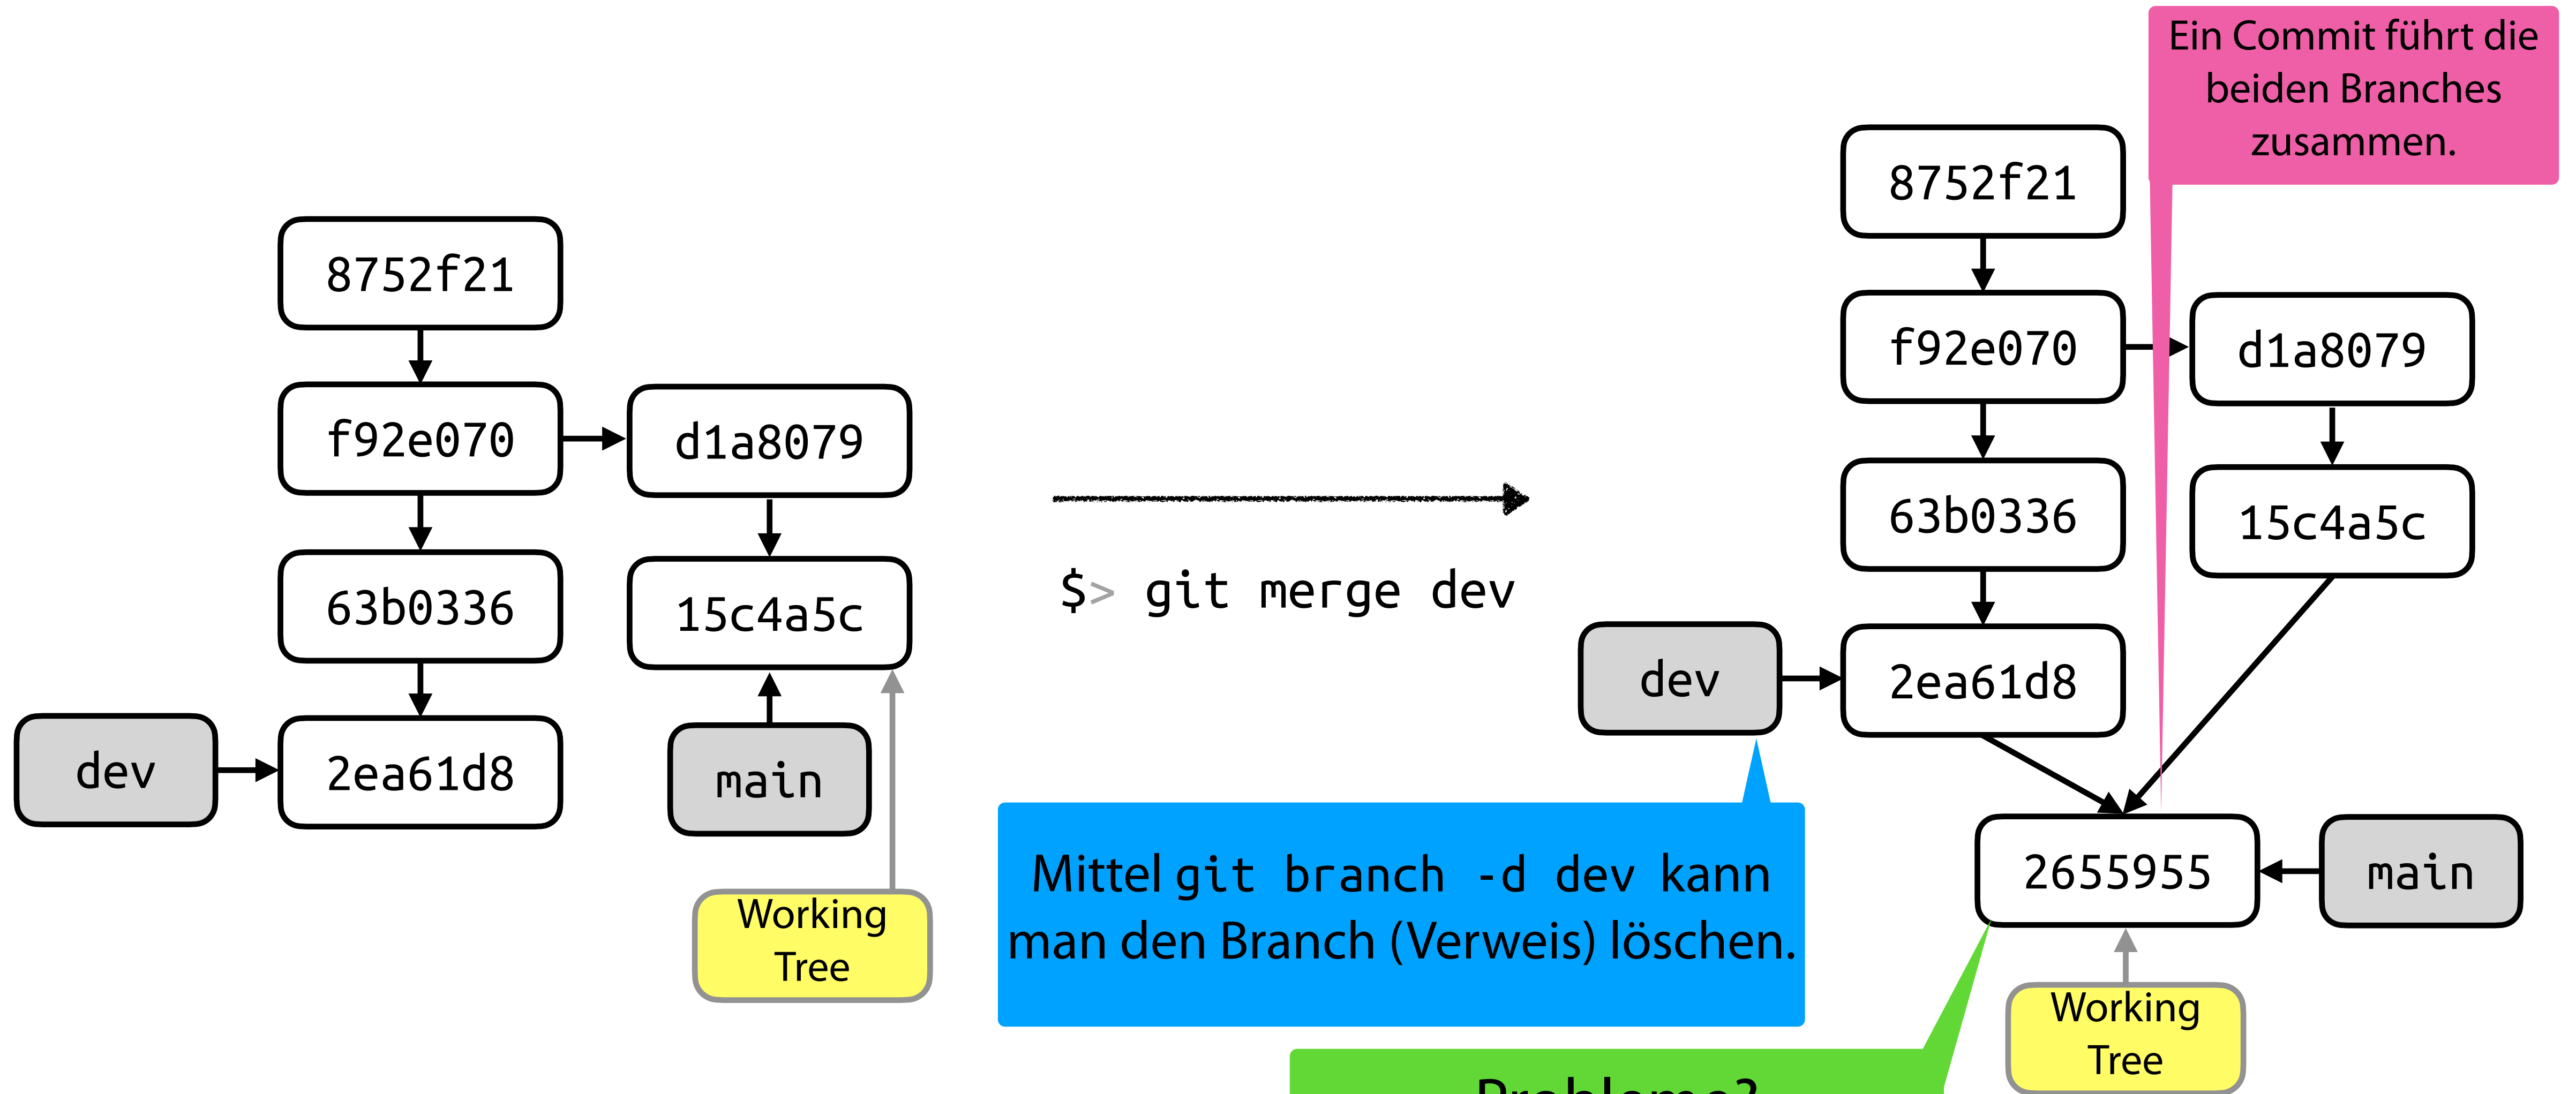 8752f21
f92e070
d1a8079
63b0336
15c4a5c
dev
2ea61d8
main
Working
Tree
$> git merge dev
Ein Commit führt die
beiden Branches
zusammen.
8752f21
f92e070
d1a8079
63b0336
15c4a5c
dev
2ea61d8
Mittel git branch -d dev kann
man den Branch (Verweis) löschen.
2655955
main
Working
Tree
Probleme?